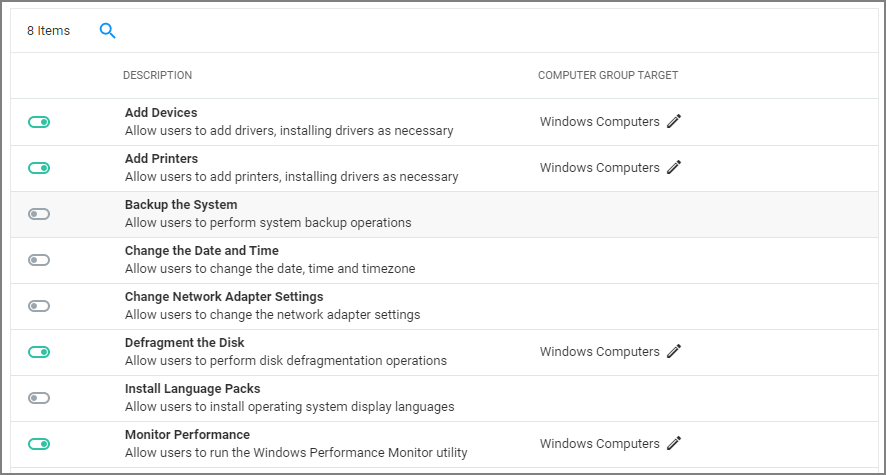 8 Items
DESCRIPTION COMPUTER GROUP TARGET
Add Devices
Allow users to add drivers, installing drivers as necessary
Windows Computers
Add Printers
Allow users to add printers, installing drivers as necessary
Windows Computers
Backup the System
Allow users to perform system backup operations
Change the Date and Time
Allow users to change the date, time and timezone
Change Network Adapter Settings
Allow users to change the network adapter settings
Defragment the Disk
Allow users to perform disk defragmentation operations
Windows Computers
Install Language Packs
Allow users to install operating system display languages
Monitor Performance
Allow users to run the Windows Performance Monitor utility
Windows Computers